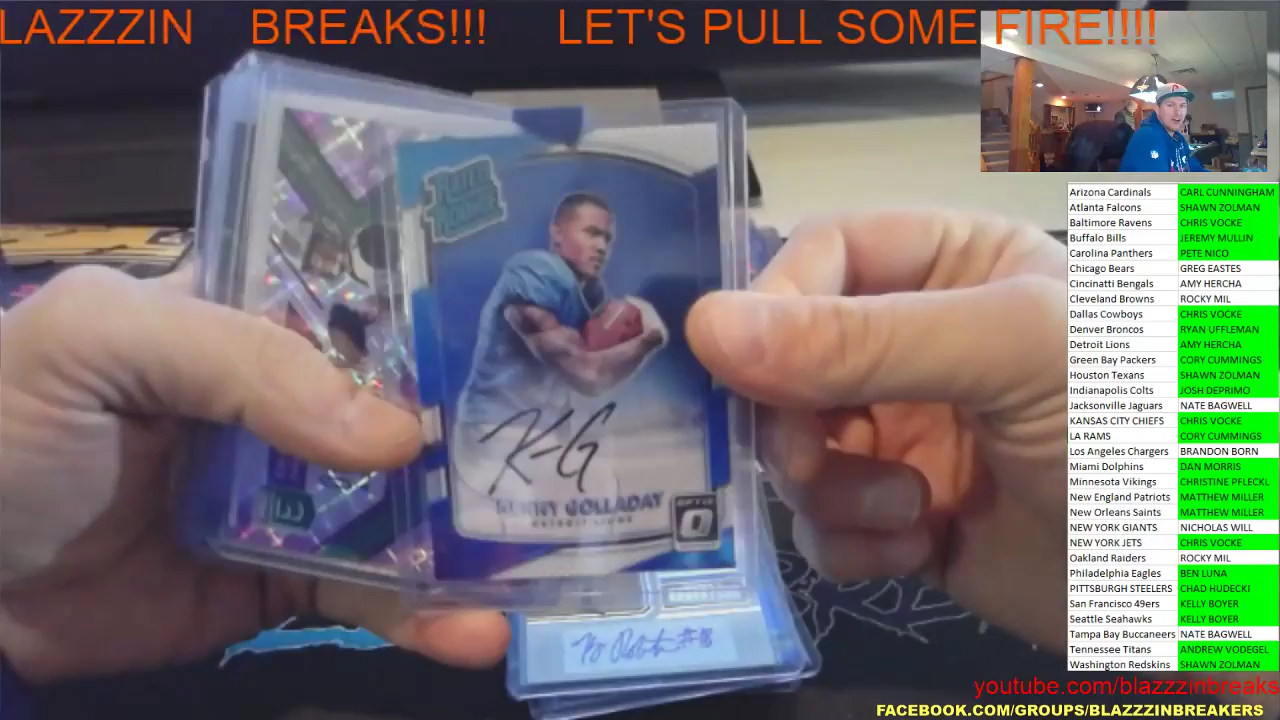 LAZZZIN BREAKS!!! LET'S PULL SOME FIRE!!!!
KENNY GOLLADAY
DETROIT LIONS
OPTIC
Arizona Cardinals CARL CUNNINGHAM
Atlanta Falcons SHAWN ZOLMAN
Baltimore Ravens CHRIS VOCKE
Buffalo Bills JEREMY MULLIN
Carolina Panthers PETE NICO
Chicago Bears GREG EASTES
Cincinatti Bengals AMY HERCHA
Cleveland Browns ROCKY MIL
Dallas Cowboys CHRIS VOCKE
Denver Broncos RYAN UFFLEMAN
Detroit Lions AMY HERCHA
Green Bay Packers CORY CUMMINGS
Houston Texans SHAWN ZOLMAN
Indianapolis Colts JOSH DEPRIMO
Jacksonville Jaguars NATE BAGWELL
KANSAS CITY CHIEFS CHRIS VOCKE
LA RAMS CORY CUMMINGS
Los Angeles Chargers BRANDON BORN
Miami Dolphins DAN MORRIS
Minnesota Vikings CHRISTINE PFLECKL
New England Patriots MATTHEW MILLER
New Orleans Saints MATTHEW MILLER
NEW YORK GIANTS NICHOLAS WILL
NEW YORK JETS CHRIS VOCKE
Oakland Raiders ROCKY MIL
Philadelphia Eagles BEN LUNA
PITTSBURGH STEELERS CHAD HUDECKI
San Francisco 49ers KELLY BOYER
Seattle Seahawks KELLY BOYER
Tampa Bay Buccaneers NATE BAGWELL
Tennessee Titans ANDREW VODEGEL
Washington Redskins SHAWN ZOLMAN
youtube.com/blazzzinbreaks
FACEBOOK.COM/GROUPS/BLAZZZINBREAKERS